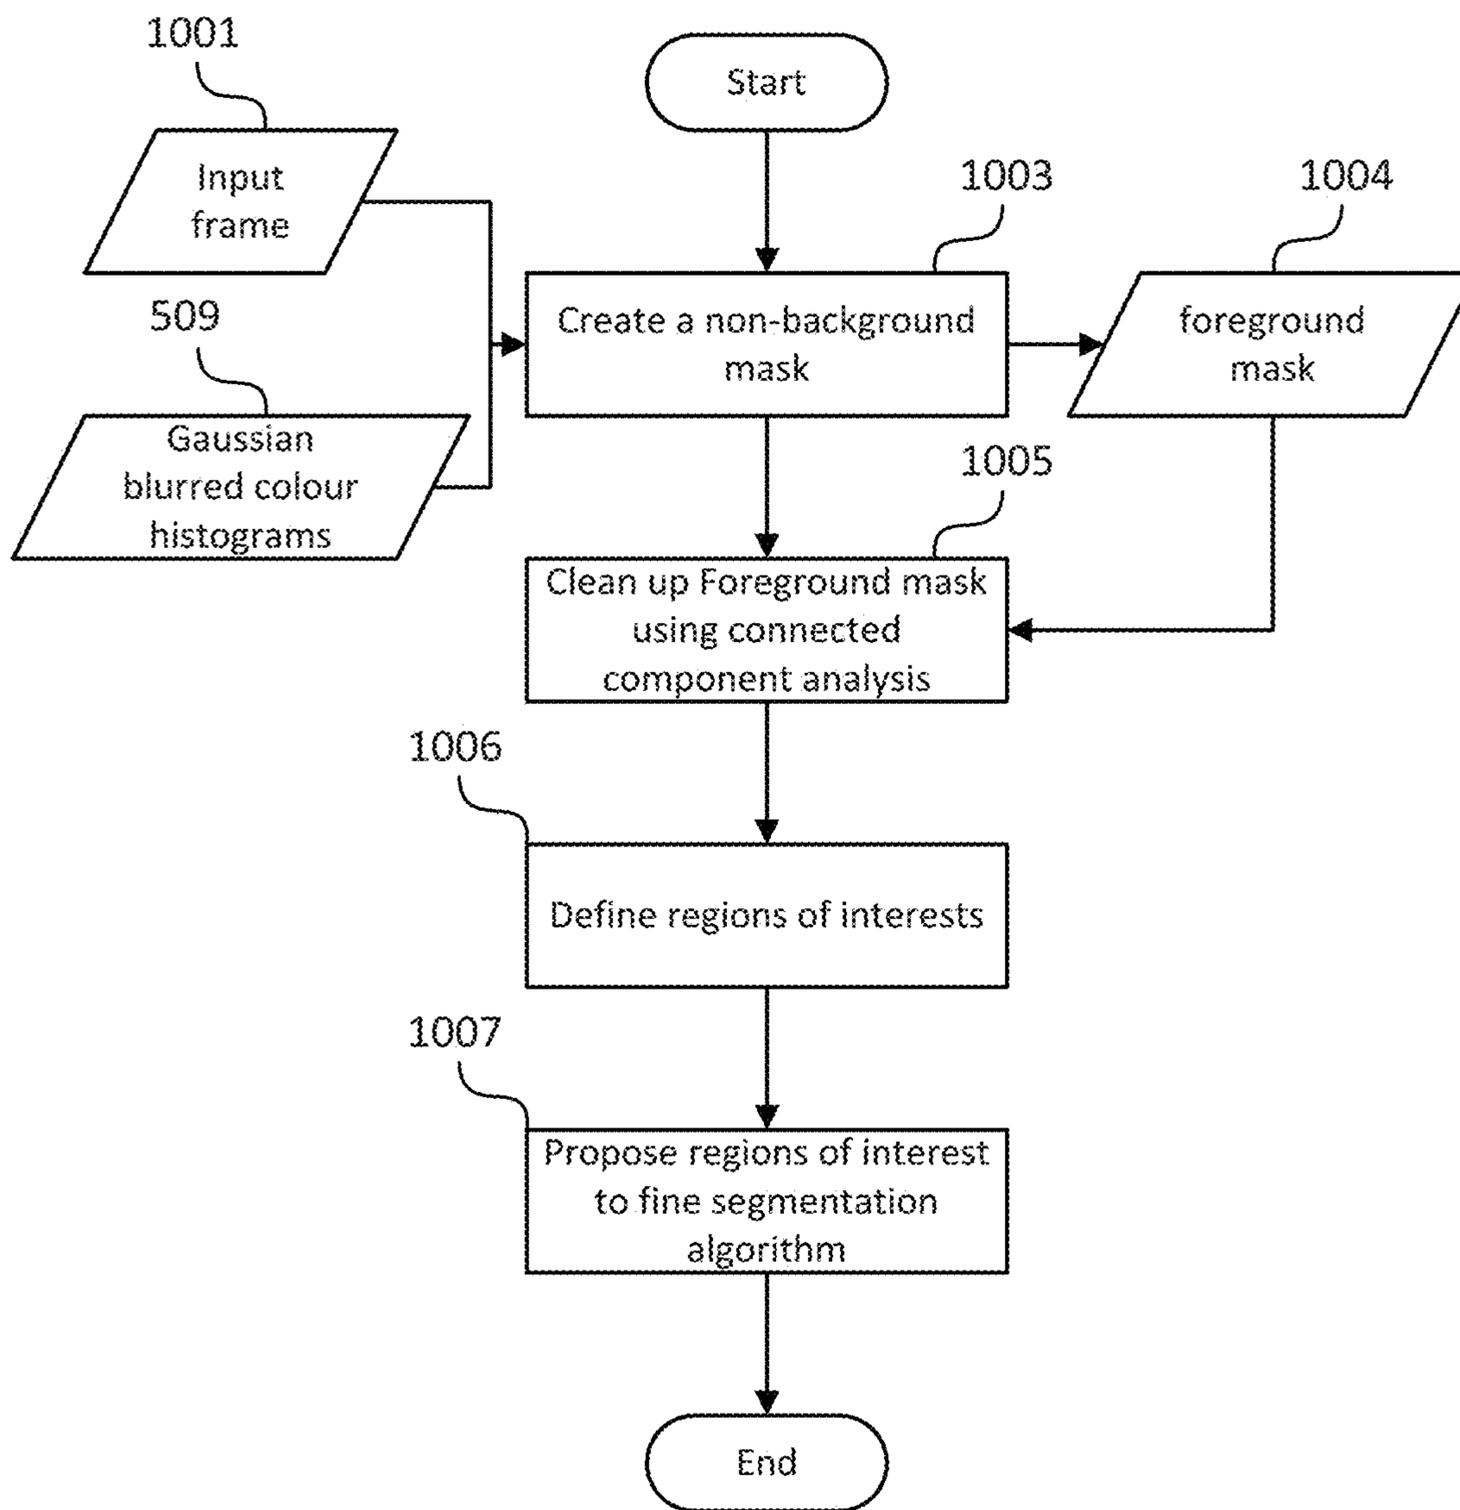 1001
Start
Input
frame
1003
1004
509
Create a non-background
mask
foreground
mask
Gaussian
blurred colour
histograms
1005
Clean up Foreground mask
using connected
component analysis
1006
Define regions of interests
1007
Propose regions of interest
to fine segmentation
algorithm
End